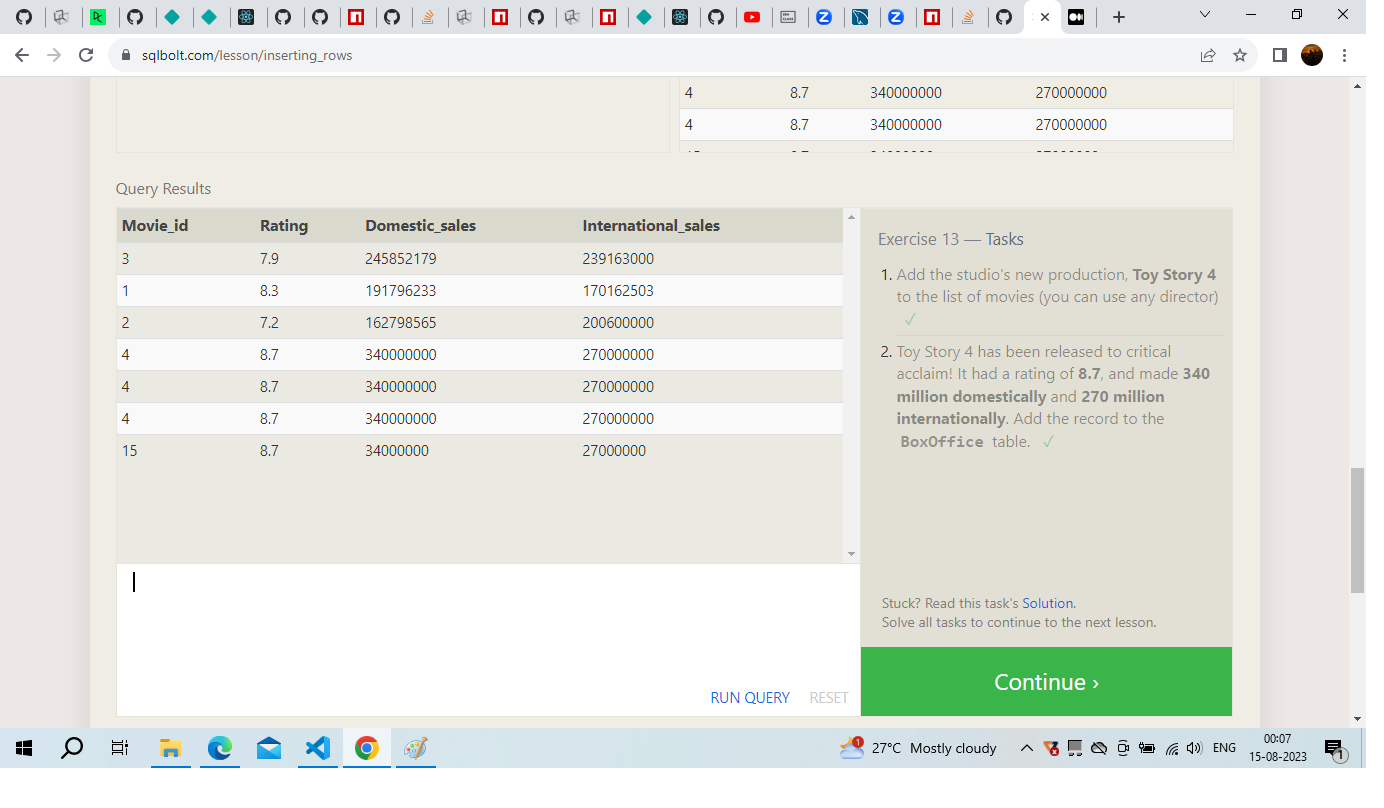 sqlbolt.com/lesson/inserting_rows
4 8.7 340000000 270000000
4 8.7 340000000 270000000
Query Results
Movie_id Rating Domestic_sales International_sales
3 7.9 245852179 239163000
1 8.3 191796233 170162503
2 7.2 162798565 200600000
4 8.7 340000000 270000000
4 8.7 340000000 270000000
4 8.7 340000000 270000000
15 8.7 34000000 27000000
Exercise 13 — Tasks
1. Add the studio's new production, Toy Story 4
to the list of movies (you can use any director)
✓
2. Toy Story 4 has been released to critical
acclaim! It had a rating of 8.7, and made 340
million domestically and 270 million
internationally. Add the record to the
BoxOffice table. ✓
Stuck? Read this task's Solution.
Solve all tasks to continue to the next lesson.
RUN QUERY RESET
Continue ›
1 27°C Mostly cloudy ENG 00:07
15-08-2023 1